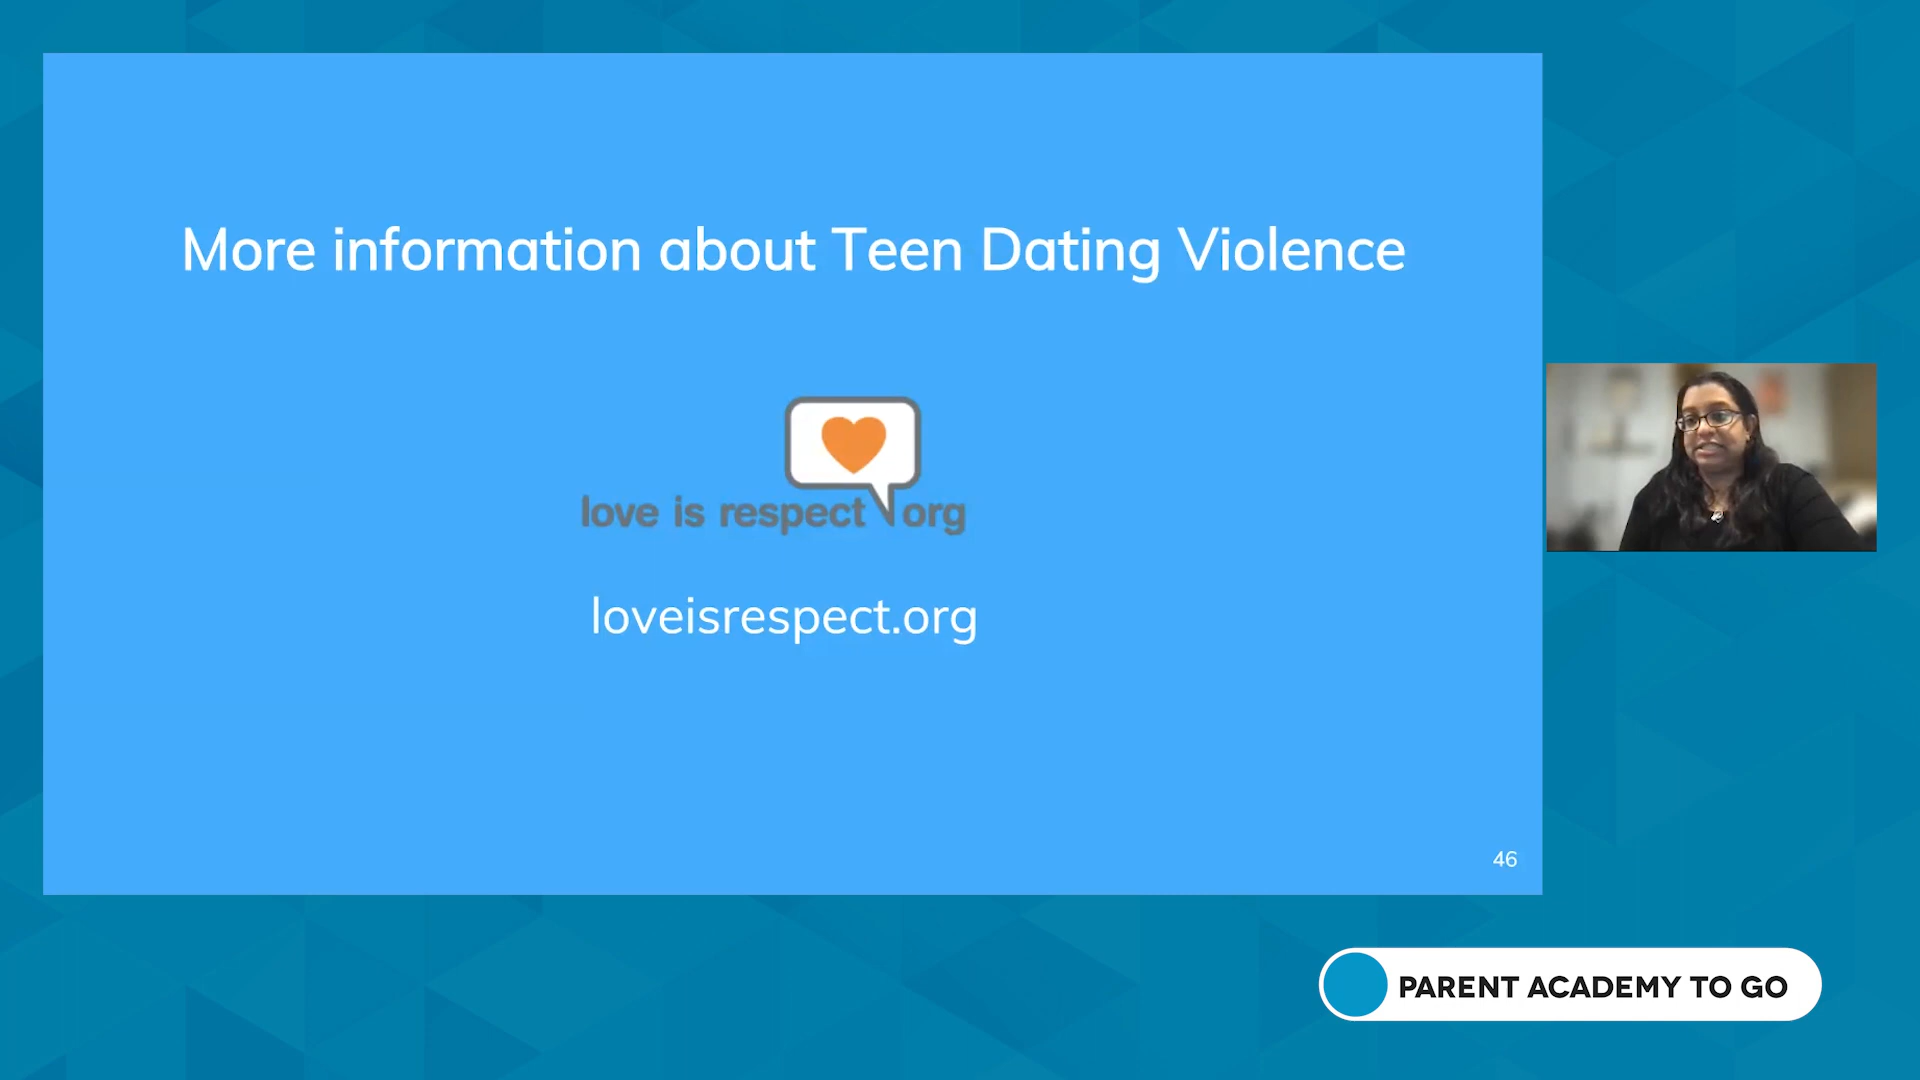 More information about Teen Dating Violence
love is respect org
loveisrespect.org
46
PARENT ACADEMY TO GO